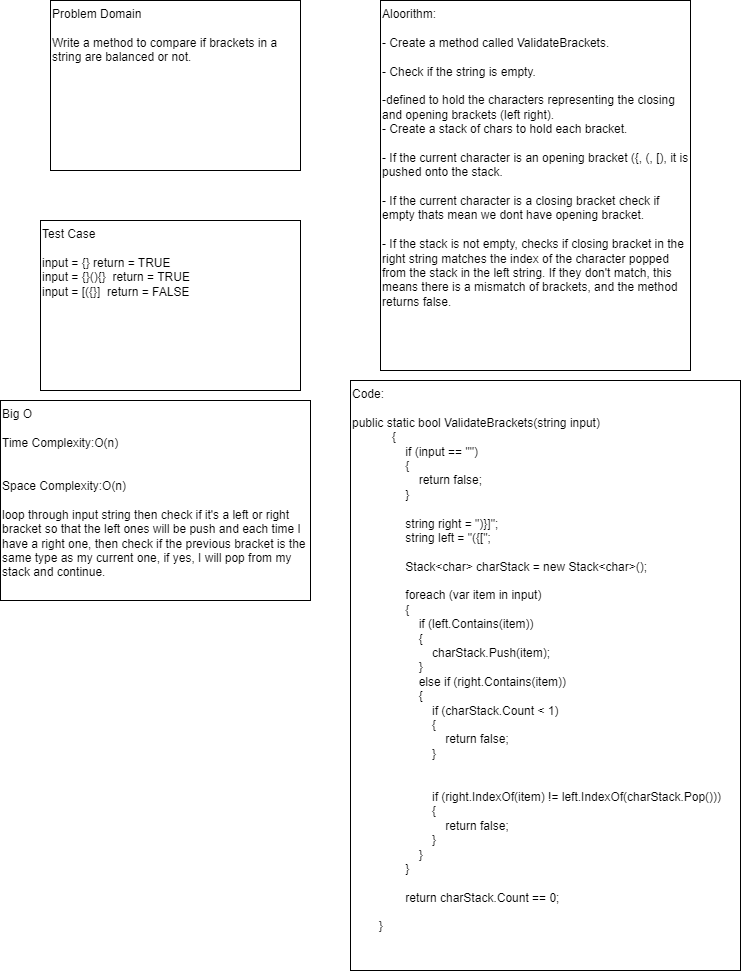 Problem Domain
Write a method to compare if brackets in a
string are balanced or not.
Aloorithm:
- Create a method called ValidateBrackets.
- Check if the string is empty.
-defined to hold the characters representing the closing
and opening brackets (left right).
- Create a stack of chars to hold each bracket.
- If the current character is an opening bracket ({, (, [), it is
pushed onto the stack.
- If the current character is a closing bracket check if
empty thats mean we dont have opening bracket.
- If the stack is not empty, checks if closing bracket in the
right string matches the index of the character popped
from the stack in the left string. If they don't match, this
means there is a mismatch of brackets, and the method
returns false.
Test Case
input = {} return = TRUE
input = {}(){}  return = TRUE
input = [({}]  return = FALSE
Big O
Time Complexity:O(n)
Space Complexity:O(n)
loop through input string then check if it's a left or right
bracket so that the left ones will be push and each time I
have a right one, then check if the previous bracket is the
same type as my current one, if yes, I will pop from my
stack and continue.
Code:
public static bool ValidateBrackets(string input)
{
if (input == "")
{
return false;
}
string right = ")}]";
string left = "({[";
Stack<char> charStack = new Stack<char>();
foreach (var item in input)
{
if (left.Contains(item))
{
charStack.Push(item);
}
else if (right.Contains(item))
{
if (charStack.Count < 1)
{
return false;
}
if (right.IndexOf(item) != left.IndexOf(charStack.Pop()))
{
return false;
}
}
}
return charStack.Count == 0;
}